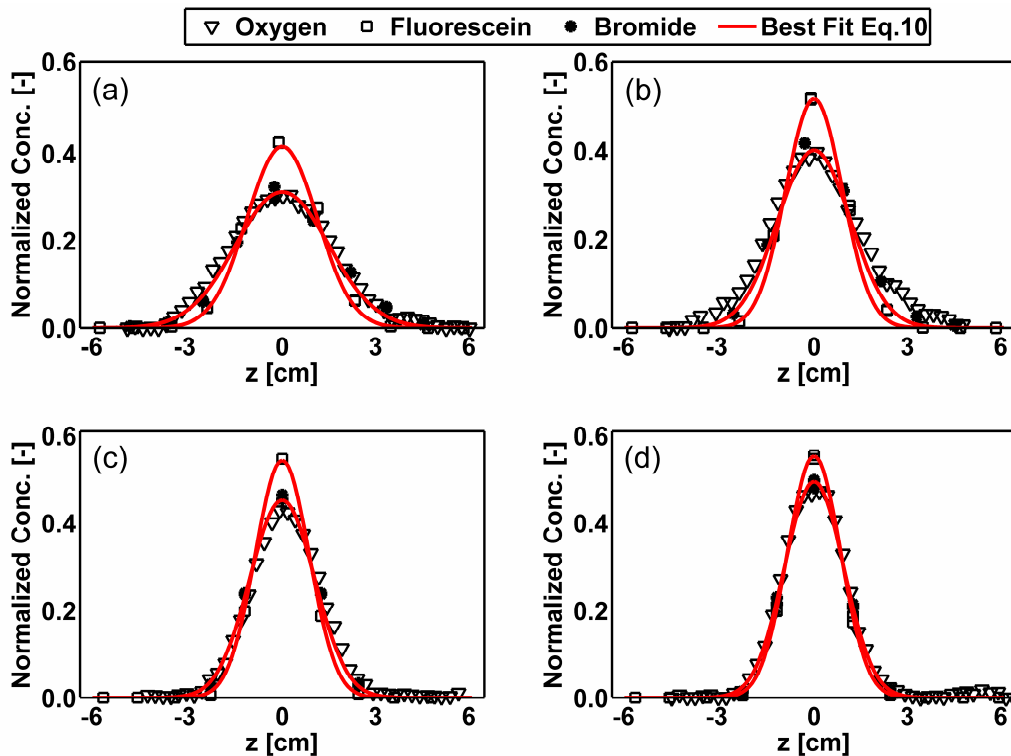 Oxygen Fluorescein Bromide Best Fit Eq.10
(a)
Normalized Conc. [-]
0.6
0.4
0.2
0.0
-6 -3 0 3 6
z [cm]
(b)
Normalized Conc. [-]
0.6
0.4
0.2
0.0
-6 -3 0 3 6
z [cm]
(c)
Normalized Conc. [-]
0.6
0.4
0.2
0.0
-6 -3 0 3 6
z [cm]
(d)
Normalized Conc. [-]
0.6
0.4
0.2
0.0
-6 -3 0 3 6
z [cm]